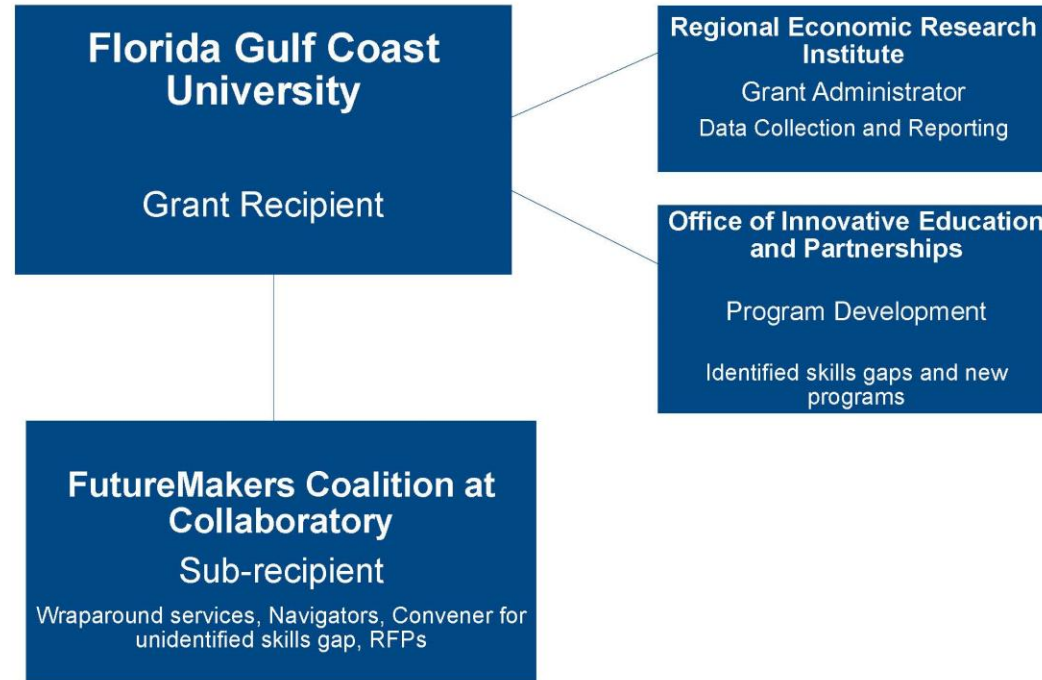 Florida Gulf Coast
University
Grant Recipient
Regional Economic Research
Institute
Grant Administrator
Data Collection and Reporting
Office of Innovative Education
and Partnerships
Program Development
Identified skills gaps and new
programs
FutureMakers Coalition at
Collaboratory
Sub-recipient
Wraparound services, Navigators, Convener for
unidentified skills gap, RFPs